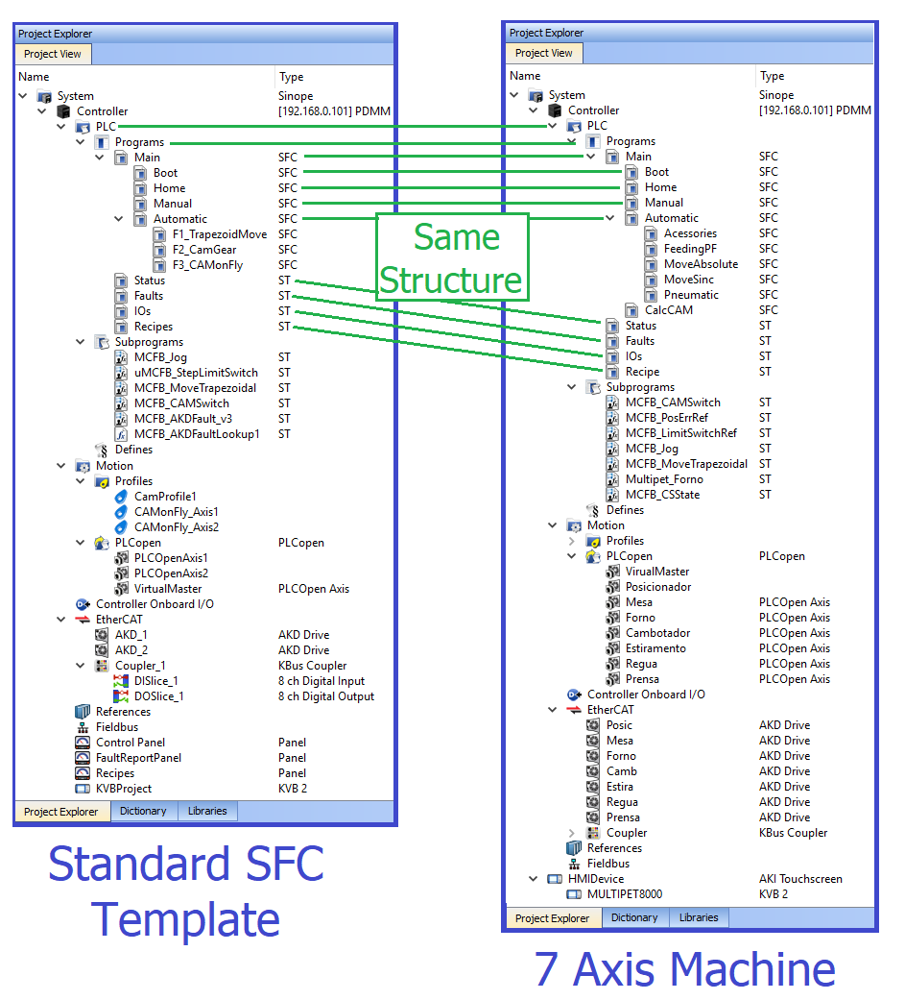 Project Explorer
Project View
Name Type
System Sinope
Controller [192.168.0.101] PDMM
PLC
Programs
Main SFC
Boot SFC
Home SFC
Manual SFC
Automatic SFC
F1_TrapezoidMove SFC
F2_CamGear SFC
F3_CAMonFly SFC
Status ST
Faults ST
IOs ST
Recipes ST
Subprograms
MCFB_Jog ST
uMCFB_StepLimitSwitch ST
MCFB_MoveTrapezoidal ST
MCFB_CAMSwitch ST
MCFB_AKDFault_v3 ST
MCFB_AKDFaultLookup1 ST
Defines
Motion
Profiles
CamProfile1
CAMonFly_Axis1
CAMonFly_Axis2
PLCopen PLCopen
PLCOpenAxis1
PLCOpenAxis2
VirtualMaster PLCOpen Axis
Controller Onboard I/O
EtherCAT
AKD_1 AKD Drive
AKD_2 AKD Drive
Coupler_1 KBus Coupler
DISlice_1 8 ch Digital Input
DOSlice_1 8 ch Digital Output
References
Fieldbus
Control Panel Panel
FaultReportPanel Panel
Recipes Panel
KVBProject KVB 2
Project Explorer Dictionary Libraries
Standard SFC
Template
Same
Structure
Project Explorer
Project View
Name Type
System Sinope
Controller [192.168.0.101] PDMM
PLC
Programs
Main SFC
Boot SFC
Home SFC
Manual SFC
Automatic SFC
Acessories SFC
FeedingPF SFC
MoveAbsolute SFC
MoveSinc SFC
Pneumatic SFC
CalcCAM SFC
Status ST
Faults ST
IOs ST
Recipe ST
Subprograms
MCFB_CAMSwitch ST
MCFB_PosErrRef ST
MCFB_LimitSwitchRef ST
MCFB_Jog ST
MCFB_MoveTrapezoidal ST
Multipet_Forno ST
MCFB_CSState ST
Defines
Motion
Profiles
PLCopen PLCopen
VirualMaster
Posicionador
Mesa PLCOpen Axis
Forno PLCOpen Axis
Cambotador PLCOpen Axis
Estiramento PLCOpen Axis
Regua PLCOpen Axis
Prensa PLCOpen Axis
Controller Onboard I/O
EtherCAT
Posic AKD Drive
Mesa AKD Drive
Forno AKD Drive
Camb AKD Drive
Estira AKD Drive
Regua AKD Drive
Prensa AKD Drive
Coupler KBus Coupler
References
Fieldbus
HMIDevice AKI Touchscreen
MULTIPET8000 KVB 2
Project Explorer Dictionary Libraries
7 Axis Machine